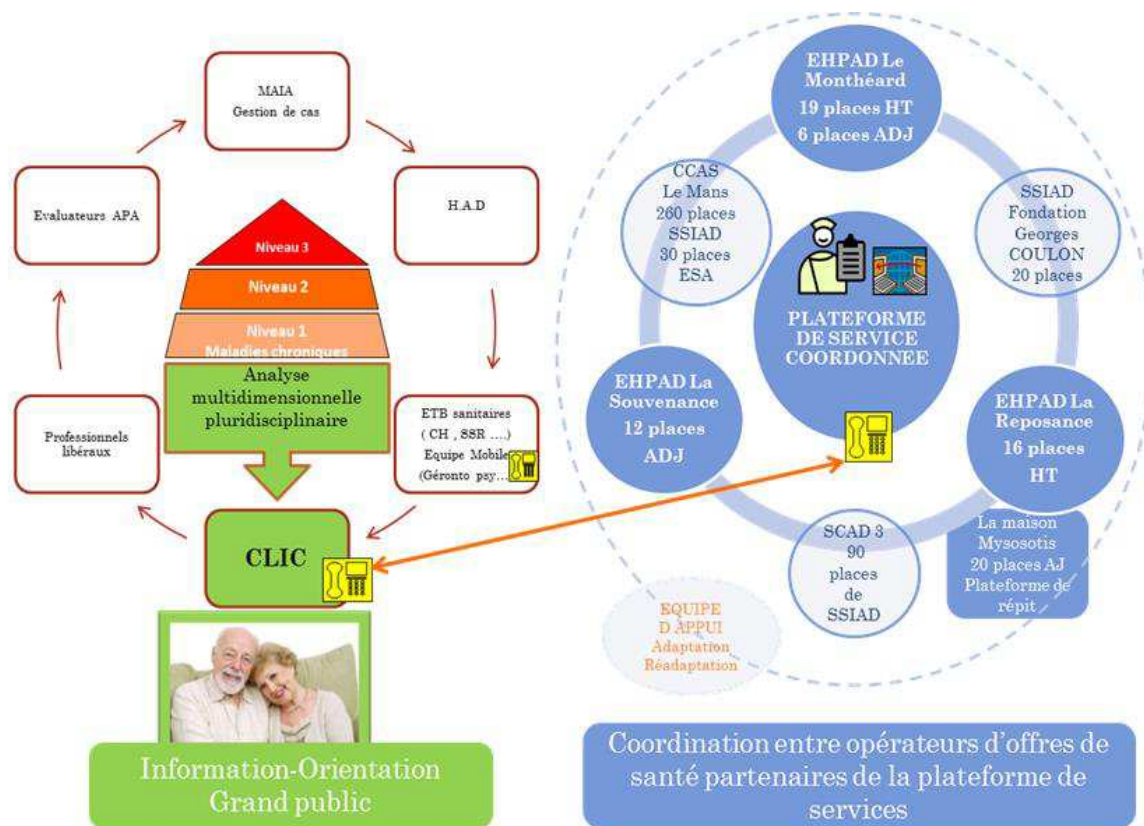 MAIA
Gestion de cas
Evaluateurs APA
H.A.D
Niveau 3
Niveau 2
Niveau 1
Maladies chroniques
Analyse
multidimensionnelle
pluridisciplinaire
Professionnels
libéraux
ETB sanitaires
( CH , SSR ....)
Equipe Mobile
(Géronto psy...
CLIC
Information-Orientation
Grand public
EHPAD Le
Monthéard
19 places HT
6 places ADJ
CCAS
Le Mans
260 places
SSIAD
30 places
ESA
SSIAD
Fondation
Georges
COULON
20 places
PLATEFORME
DE SERVICE
COORDONNEE
EHPAD La
Souvenance
12 places
ADJ
EHPAD La
Reposance
16 places
HT
SCAD 3
90
places
de
SSIAD
La maison
Mysosotis
20 places AJ
Plateforme de
répit
EQUIPE
D APPUI
Adaptation
Réadaptation
Coordination entre opérateurs d'offres de
santé partenaires de la plateforme de
services